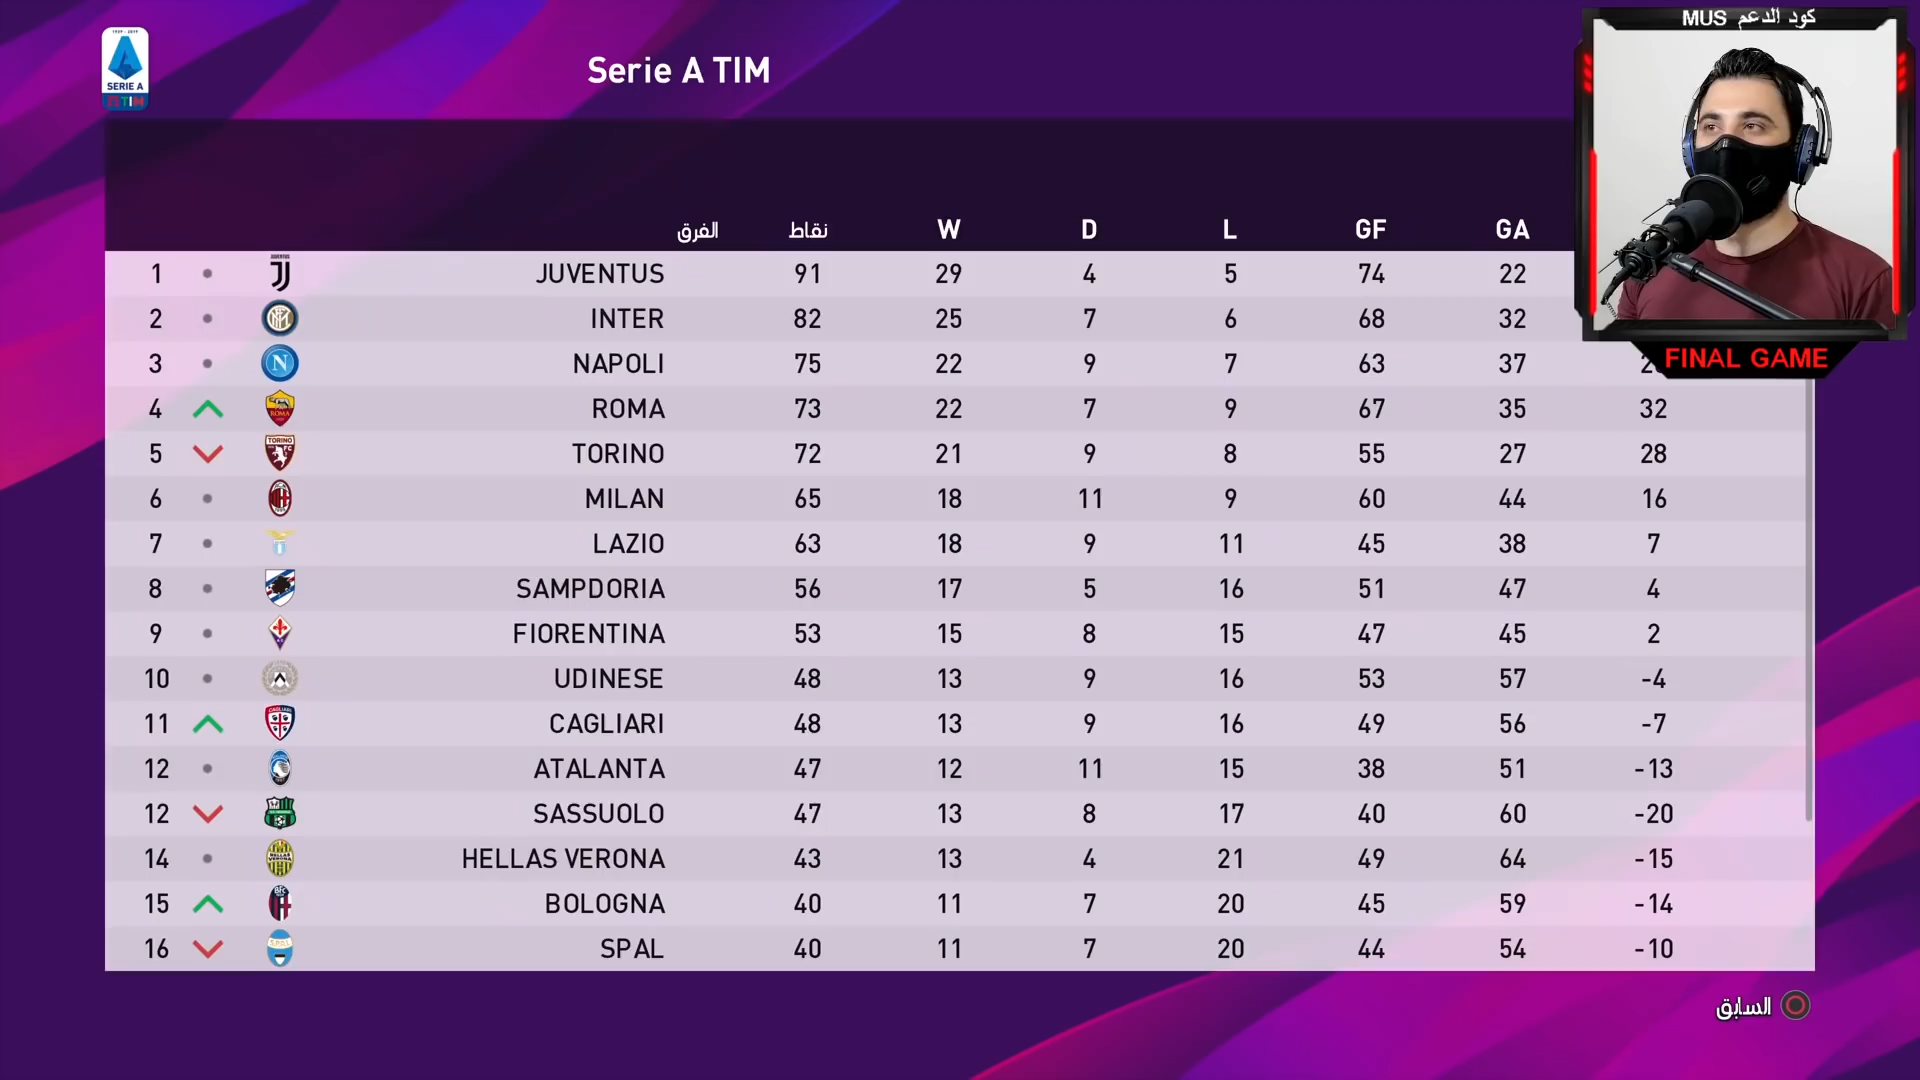 كود الدعم MUS
SERIE A
TIM
Serie A TIM
الفرق نقاط W D L GF GA
1 JUVENTUS 91 29 4 5 74 22
2 INTER 82 25 7 6 68 32
3 NAPOLI 75 22 9 7 63 37
FINAL GAME
4 ROMA 73 22 7 9 67 35 32
5 TORINO 72 21 9 8 55 27 28
6 MILAN 65 18 11 9 60 44 16
7 LAZIO 63 18 9 11 45 38 7
8 SAMPDORIA 56 17 5 16 51 47 4
9 FIORENTINA 53 15 8 15 47 45 2
10 UDINESE 48 13 9 16 53 57 -4
11 CAGLIARI 48 13 9 16 49 56 -7
12 ATALANTA 47 12 11 15 38 51 -13
12 SASSUOLO 47 13 8 17 40 60 -20
14 HELLAS VERONA 43 13 4 21 49 64 -15
15 BOLOGNA 40 11 7 20 45 59 -14
16 SPAL 40 11 7 20 44 54 -10
السابق